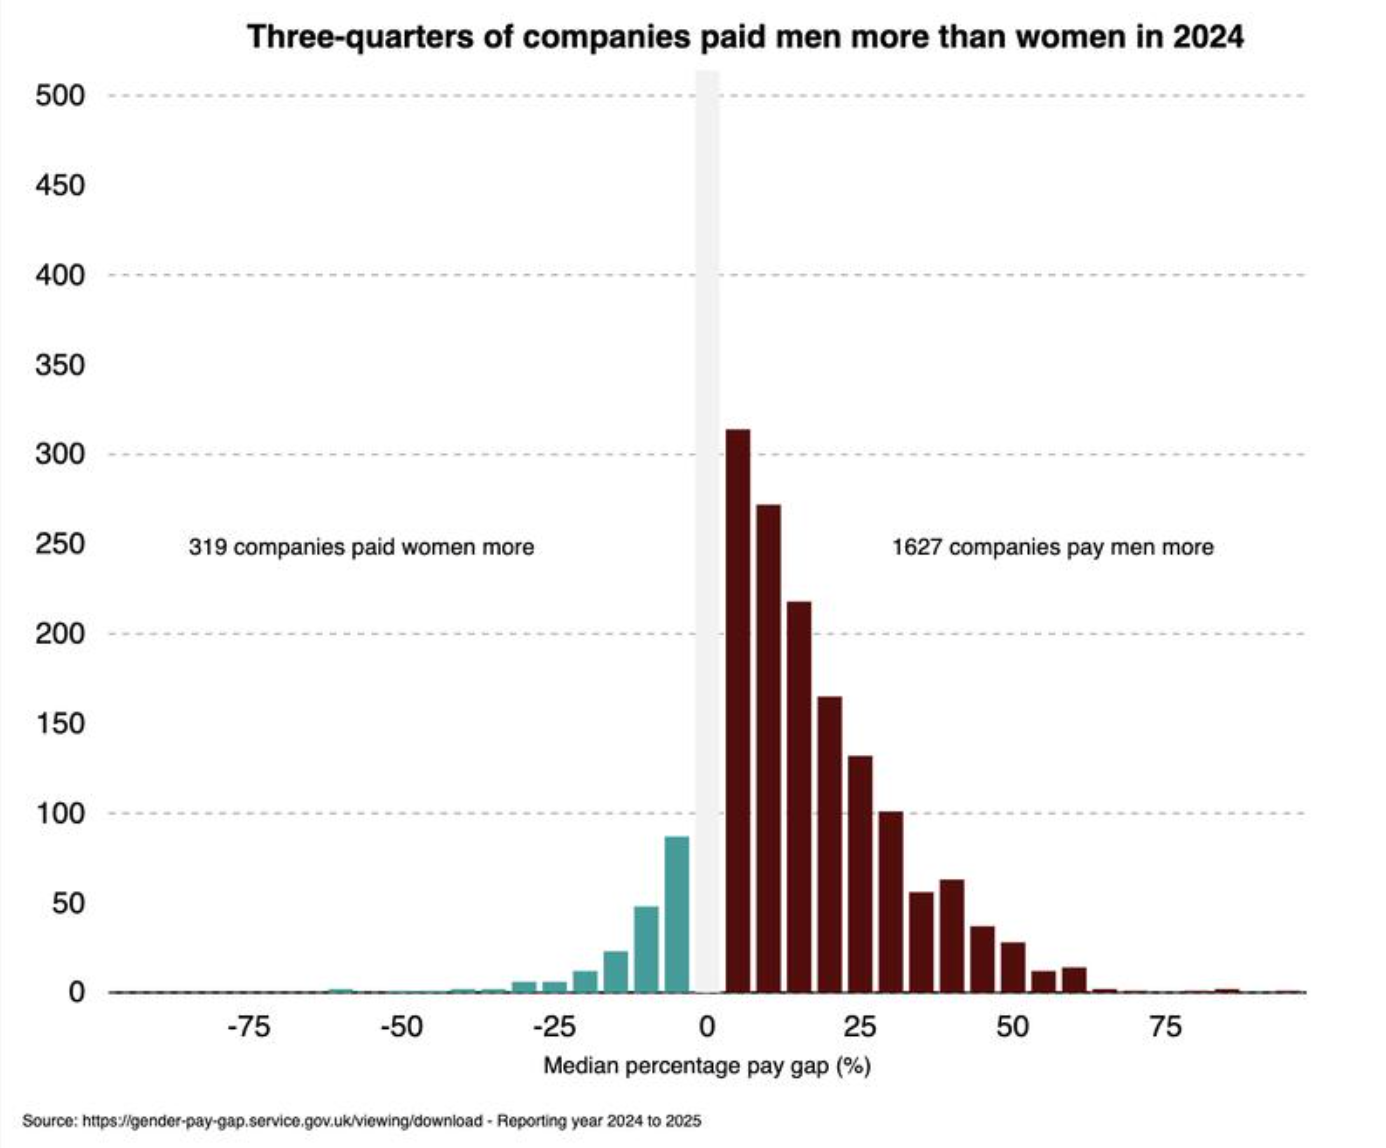 Three-quarters of companies paid men more than women in 2024
500
450
400
350
300
250
200
150
100
50
0
319 companies paid women more
1627 companies pay men more
-75 -50 -25 0 25 50 75
Median percentage pay gap (%)
Source: https://gender-pay-gap.service.gov.uk/viewing/download - Reporting year 2024 to 2025